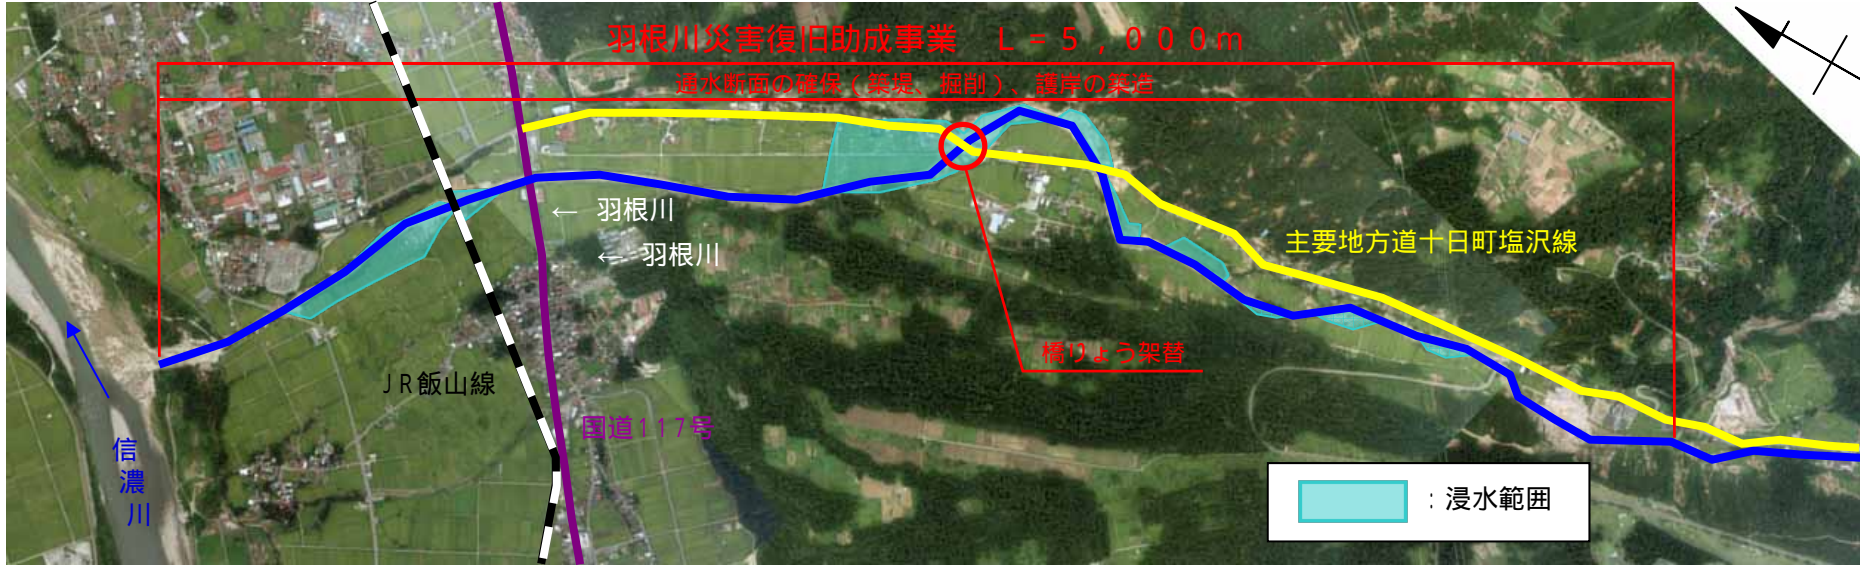 羽根川災害復旧助成事業　L=5,000m
通水断面の確保(築堤、掘削)、護岸の築造
← 羽根川
← 羽根川
主要地方道十日町塩沢線
橋りょう架替
JR飯山線
国道117号
信濃川
:浸水範囲